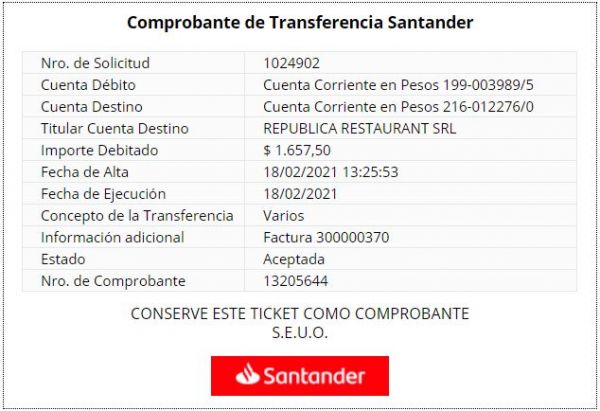 Comprobante de Transferencia Santander
Nro. de Solicitud 1024902
Cuenta Débito Cuenta Corriente en Pesos 199-003989/5
Cuenta Destino Cuenta Corriente en Pesos 216-012276/0
Titular Cuenta Destino REPUBLICA RESTAURANT SRL
Importe Debitado $ 1.657,50
Fecha de Alta 18/02/2021 13:25:53
Fecha de Ejecución 18/02/2021
Concepto de la Transferencia Varios
Información adicional Factura 300000370
Estado Aceptada
Nro. de Comprobante 13205644
CONSERVE ESTE TICKET COMO COMPROBANTE
S.E.U.O.
Santander